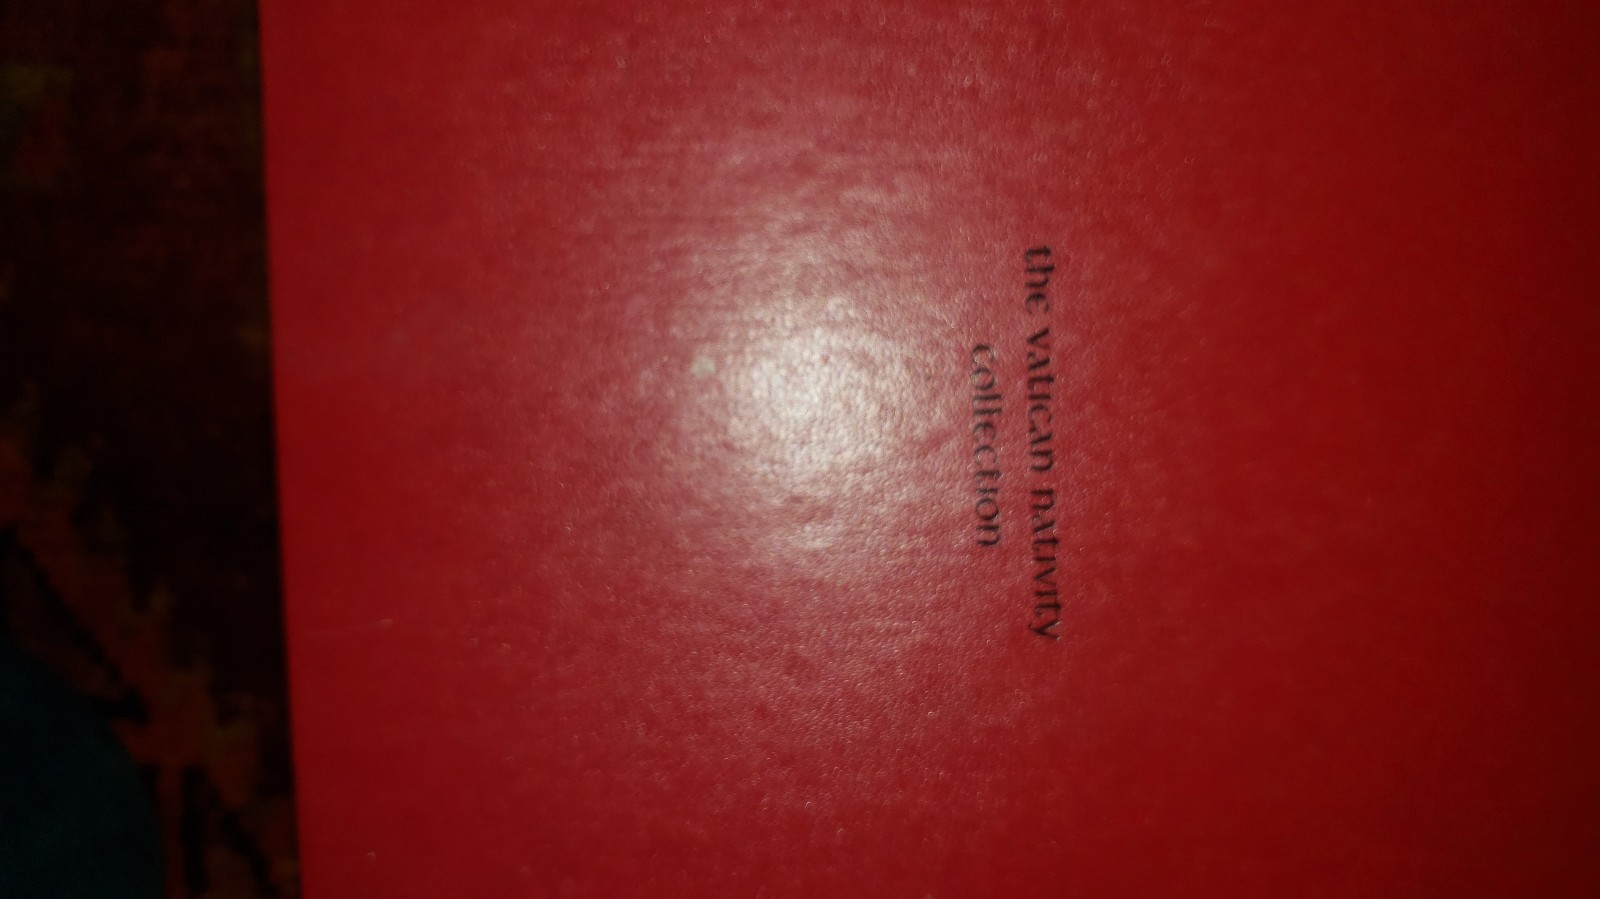 the vatican nativity
collection